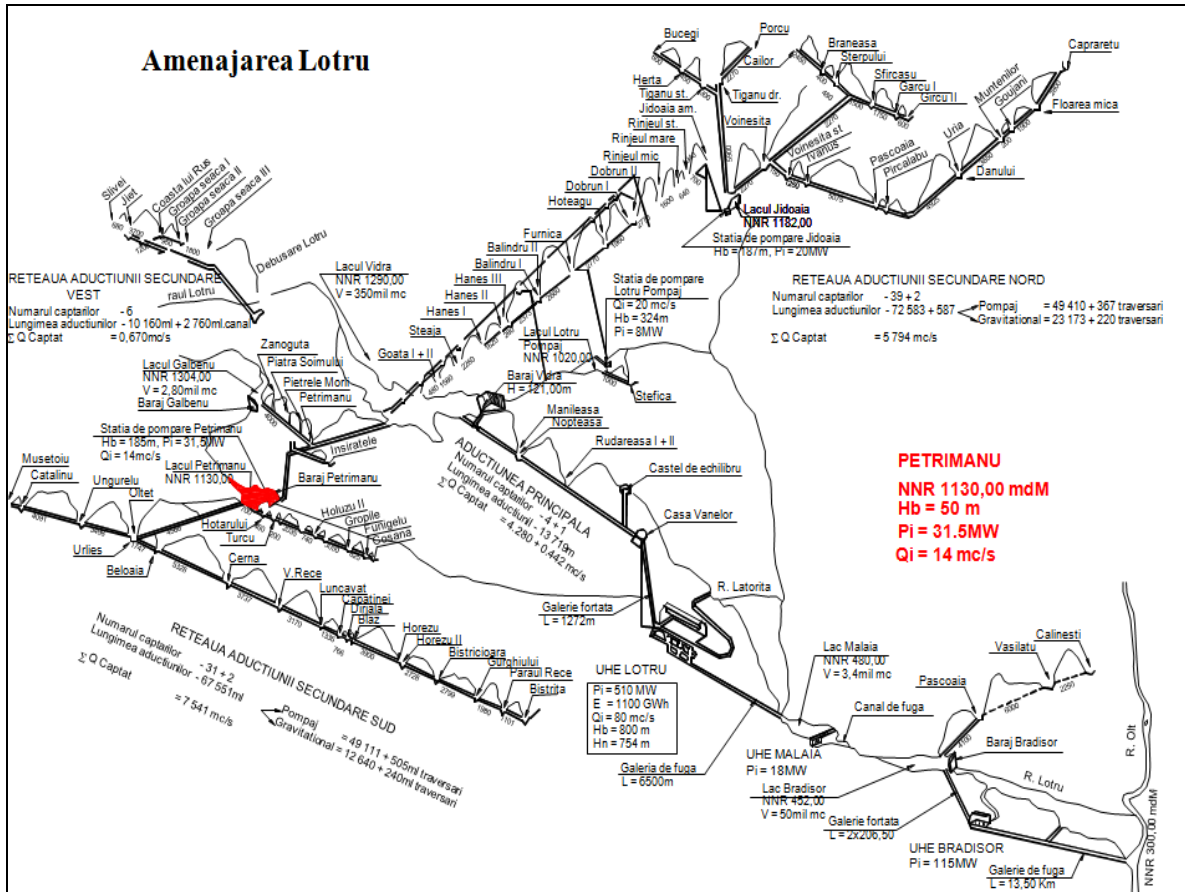 Amenajarea Lotru
Bucegi
Porcu
Cailor
Braneasa
Sterpului
Capraretu
Herta
Tiganu st.
Tiganu dr.
Sfircasu
Garcu I
Gircu II
Muntenilor
Goujani
Floarea mica
Jidoaia am.
Rinjeul st.
Rinjeul mare
Rinjeul mic
Voinesita
Voinesita st
Ivanus
Pascoaia
Pircalabu
Uria
Danului
Dobrun II
Dobrun I
Hoteagu
Lacul Jidoaia
NNR 1182,00
Statia de pompare Jidoaia
Hb = 187m, Pi = 20MW
Slivei
Jlet
Coasta lui Rus
Groapa seaca I
Groapa seaca II
Groapa seaca III
Debusare Lotru
raul Lotru
RETEAUA ADUCTIUNII SECUNDARE
VEST
Numarul captarilor - 6
Lungimea aductiunilor - 10 160ml + 2 760ml.canal
Σ Q Captat = 0,670mc/s
Lacul Vidra
NNR 1290,00
V = 350mil mc
Furnica
Balindru II
Balindru I
Hanes III
Hanes II
Hanes I
Steaja
Goata I + II
Statia de pompare
Lotru Pompaj
Qi = 20 mc/s
Hb = 324m
Pi = 8MW
Lacul Lotru
Pompaj
NNR 1020,00
Stefica
RETEAUA ADUCTIUNII SECUNDARE NORD
Numarul captarilor - 39 + 2
Lungimea aductiunilor - 72 583 + 587
Pompaj = 49 410 + 367 traversari
Gravitational = 23 173 + 220 traversari
Σ Q Captat = 5 794 mc/s
Zanoguta
Piatra Soimului
Pietrele Morii
Petrimanu
Lacul Galbenu
NNR 1304,00
V = 2,80mil mc
Baraj Galbenu
Baraj Vidra
H = 121,00m
Manileasa
Nopteasa
Rudareasa I + II
Castel de echilibru
Casa Vanelor
Statia de pompare Petrimanu
Hb = 185m, Pi = 31,5MW
Qi = 14mc/s
Insiratele
Lacul Petrimanu
NNR 1130,00
Baraj Petrimanu
Musetoiu
Catalinu
Ungurelu
Oltet
Urlies
Beloaia
Hotarului
Turcu
Holuzu II
Gropile
Funigelu
Gosana
ADUCTIUNEA PRINCIPALA
Numarul captarilor - 4 + 1
Lungimea aductiunii - 13 719m
Σ Q Captat = 4.280 + 0.442 mc/s
PETRIMANU
NNR 1130,00 mdM
Hb = 50 m
Pi = 31.5MW
Qi = 14 mc/s
Cerna
V.Rece
Luncavat
Capatinei
Dirjala
Blaz
Horezu
Horezu II
Bistricioara
Gurghiului
Paraul Rece
Bistrita
RETEAUA ADUCTIUNII SECUNDARE SUD
Numarul captarilor - 31 + 2
Lungimea aductiunilor - 67 551ml
Σ Q Captat = 7 541 mc/s
Pompaj = 49 111 + 505ml traversari
Gravitational = 12 640 + 240ml traversari
Galerie fortata
L = 1272m
R. Latorita
UHE LOTRU
Pi = 510 MW
E = 1100 GWh
Qi = 80 mc/s
Hb = 800 m
Hn = 754 m
Galeria de fuga
L = 6500m
Lac Malaia
NNR 480,00
V = 3,4mil mc
Canal de fuga
UHE MALAIA
Pi = 18MW
Pascoaia
Vasilatu
Calinesti
Baraj Bradisor
R. Lotru
R. Olt
Lac Bradisor
NNR 452,00
V = 50mil mc
Galerie fortata
L = 2x206,50
UHE BRADISOR
Pi = 115MW
Galerie de fuga
L = 13,50 Km
NNR 300,00 mdM